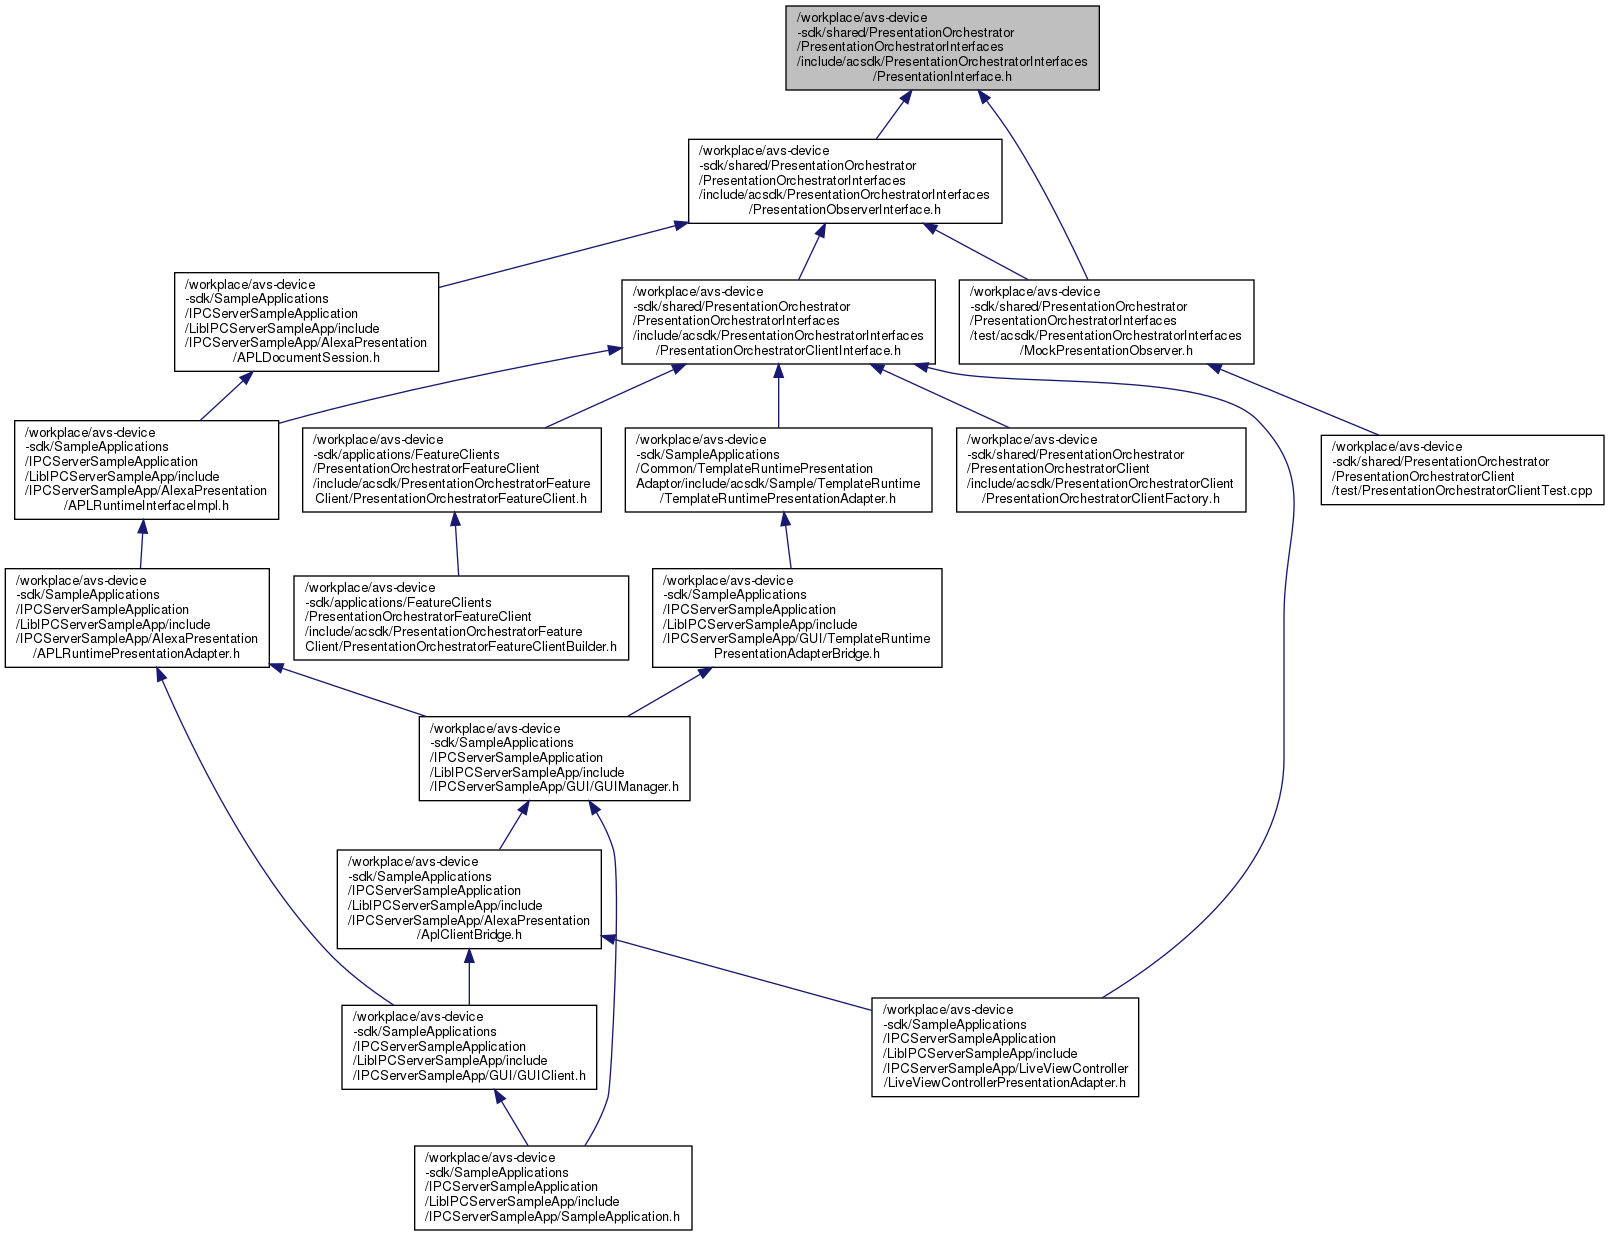 /workplace/avs-device
-sdk/shared/PresentationOrchestrator
/PresentationOrchestratorInterfaces
/include/acsdk/PresentationOrchestratorInterfaces
/PresentationInterface.h
/workplace/avs-device
-sdk/shared/PresentationOrchestrator
/PresentationOrchestratorInterfaces
/include/acsdk/PresentationOrchestratorInterfaces
/PresentationObserverInterface.h
/workplace/avs-device
-sdk/SampleApplications
/IPCServerSampleApplication
/LibIPCServerSampleApp/include
/IPCServerSampleApp/AlexaPresentation
/APLDocumentSession.h
/workplace/avs-device
-sdk/shared/PresentationOrchestrator
/PresentationOrchestratorInterfaces
/include/acsdk/PresentationOrchestratorInterfaces
/PresentationOrchestratorClientInterface.h
/workplace/avs-device
-sdk/shared/PresentationOrchestrator
/PresentationOrchestratorInterfaces
/test/acsdk/PresentationOrchestratorInterfaces
/MockPresentationObserver.h
/workplace/avs-device
-sdk/SampleApplications
/IPCServerSampleApplication
/LibIPCServerSampleApp/include
/IPCServerSampleApp/AlexaPresentation
/APLRuntimeInterfaceImpl.h
/workplace/avs-device
-sdk/applications/FeatureClients
/PresentationOrchestratorFeatureClient
/include/acsdk/PresentationOrchestratorFeature
Client/PresentationOrchestratorFeatureClient.h
/workplace/avs-device
-sdk/SampleApplications
/Common/TemplateRuntimePresentation
Adaptor/include/acsdk/Sample/TemplateRuntime
/TemplateRuntimePresentationAdapter.h
/workplace/avs-device
-sdk/shared/PresentationOrchestrator
/PresentationOrchestratorClient
/include/acsdk/PresentationOrchestratorClient
/PresentationOrchestratorClientFactory.h
/workplace/avs-device
-sdk/shared/PresentationOrchestrator
/PresentationOrchestratorClient
/test/PresentationOrchestratorClientTest.cpp
/workplace/avs-device
-sdk/SampleApplications
/IPCServerSampleApplication
/LibIPCServerSampleApp/include
/IPCServerSampleApp/AlexaPresentation
/APLRuntimePresentationAdapter.h
/workplace/avs-device
-sdk/applications/FeatureClients
/PresentationOrchestratorFeatureClient
/include/acsdk/PresentationOrchestratorFeature
Client/PresentationOrchestratorFeatureClientBuilder.h
/workplace/avs-device
-sdk/SampleApplications
/IPCServerSampleApplication
/LibIPCServerSampleApp/include
/IPCServerSampleApp/GUI/TemplateRuntime
PresentationAdapterBridge.h
/workplace/avs-device
-sdk/SampleApplications
/IPCServerSampleApplication
/LibIPCServerSampleApp/include
/IPCServerSampleApp/GUI/GUIManager.h
/workplace/avs-device
-sdk/SampleApplications
/IPCServerSampleApplication
/LibIPCServerSampleApp/include
/IPCServerSampleApp/AlexaPresentation
/AplClientBridge.h
/workplace/avs-device
-sdk/SampleApplications
/IPCServerSampleApplication
/LibIPCServerSampleApp/include
/IPCServerSampleApp/GUI/GUIClient.h
/workplace/avs-device
-sdk/SampleApplications
/IPCServerSampleApplication
/LibIPCServerSampleApp/include
/IPCServerSampleApp/LiveViewController
/LiveViewControllerPresentationAdapter.h
/workplace/avs-device
-sdk/SampleApplications
/IPCServerSampleApplication
/LibIPCServerSampleApp/include
/IPCServerSampleApp/SampleApplication.h